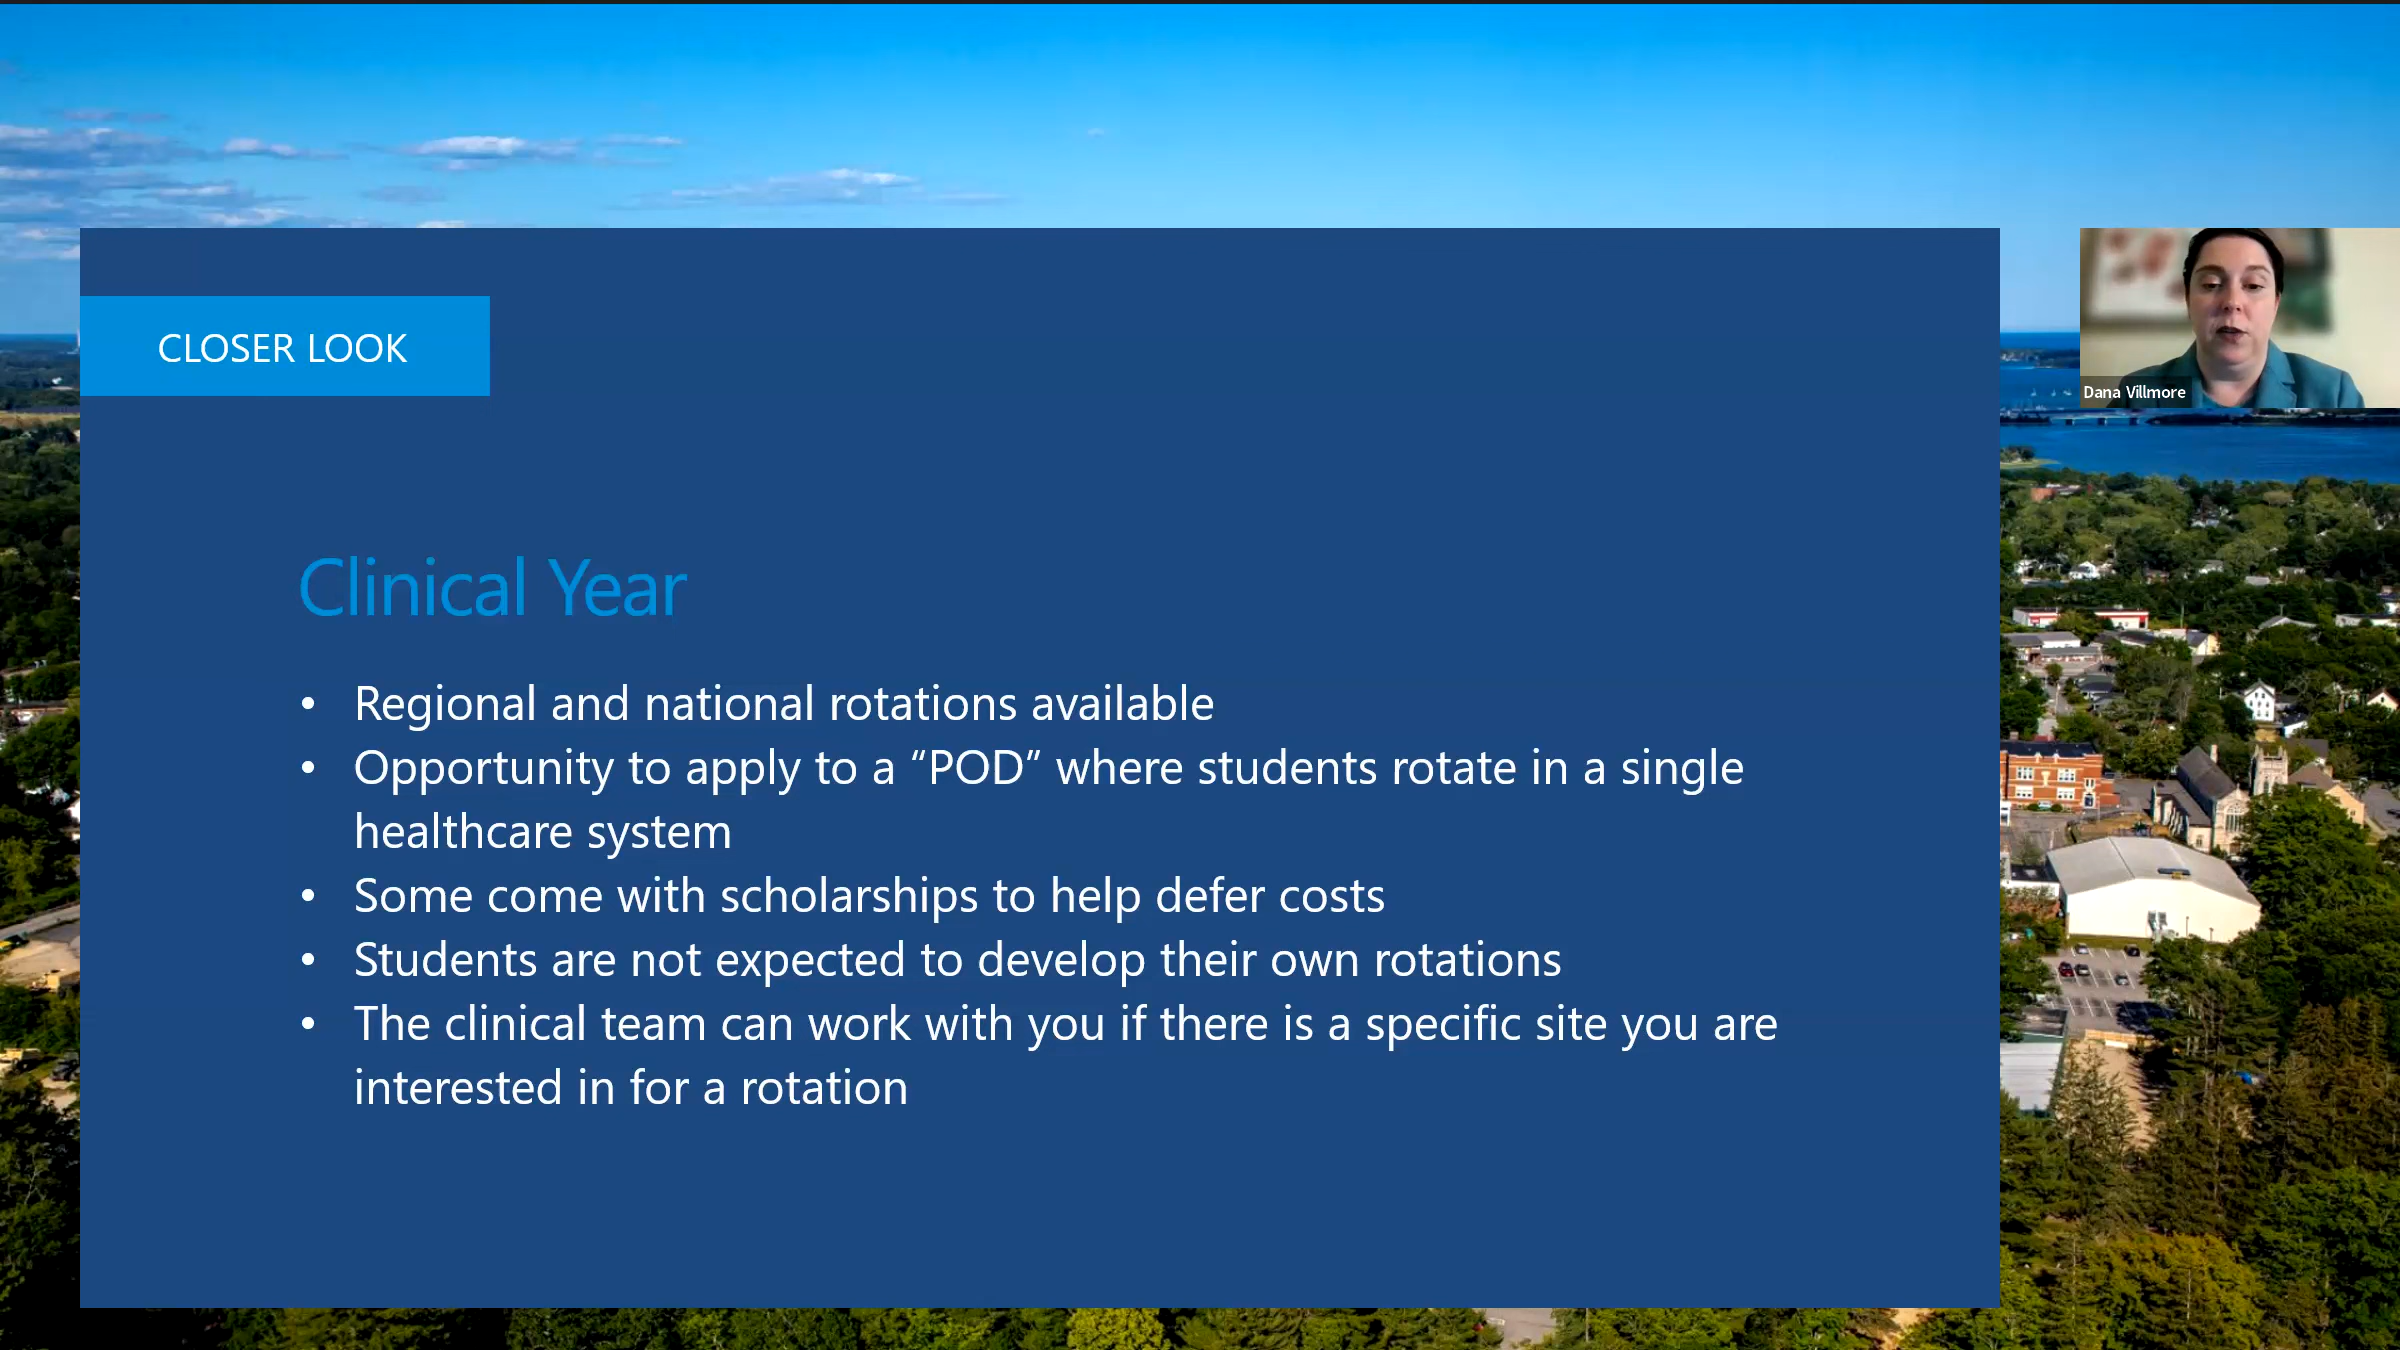 CLOSER LOOK
Dana Villmore
Clinical Year
• Regional and national rotations available
• Opportunity to apply to a “POD” where students rotate in a single
healthcare system
• Some come with scholarships to help defer costs
• Students are not expected to develop their own rotations
• The clinical team can work with you if there is a specific site you are
interested in for a rotation